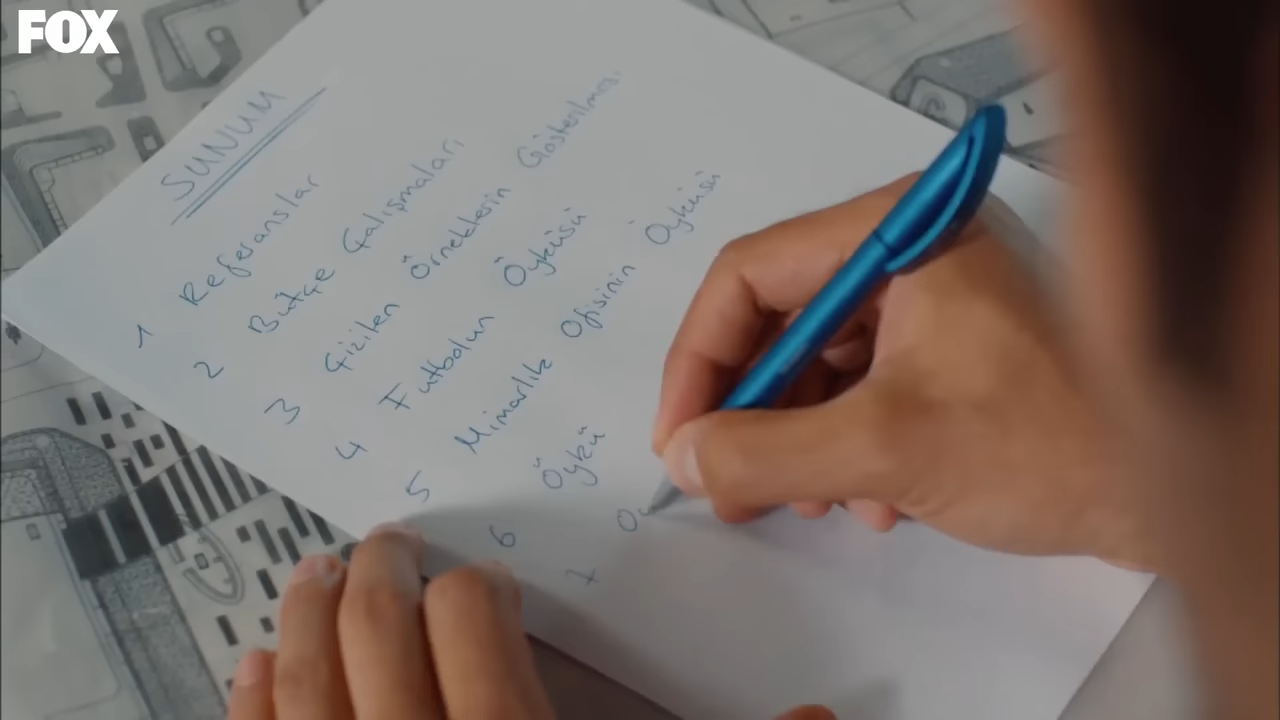 FOX
SUNUM
1 Referanslar
2 Bütçe Çalışmaları
3 Çizilen Örneklerin Gösterilmesi
4 Futbolun Öyküsü
5 Mimarlık Ofisinin Öyküsü
6 Öykü
7